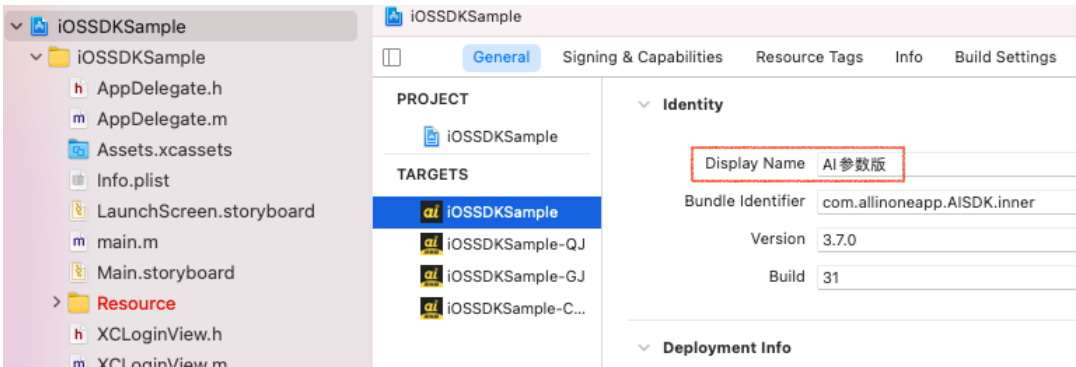 iOSSDKSample
iOSSDKSample
AppDelegate.h
AppDelegate.m
Assets.xcassets
Info.plist
LaunchScreen.storyboard
main.m
Main.storyboard
Resource
XCLoginView.h
XCLoginView.m
iOSSDKSample
General
Signing & Capabilities
Resource Tags
Info
Build Settings
PROJECT
iOSSDKSample
TARGETS
iOSSDKSample
iOSSDKSample-QJ
iOSSDKSample-GJ
iOSSDKSample-C...
Identity
Display Name AI参数版
Bundle Identifier com.allinoneapp.AISDK.inner
Version 3.7.0
Build 31
Deployment Info